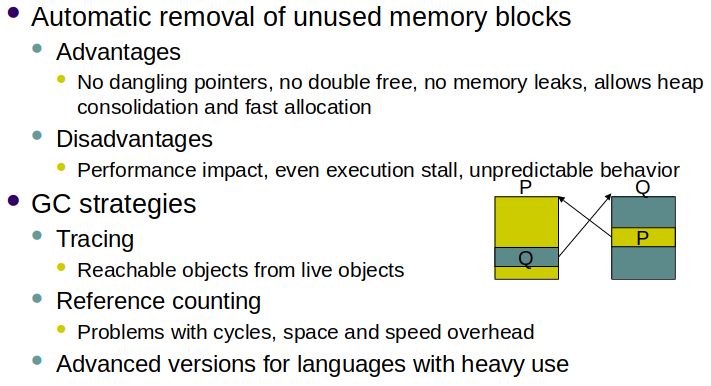 Automatic removal of unused memory blocks
Advantages
No dangling pointers, no double free, no memory leaks, allows heap
consolidation and fast allocation
Disadvantages
Performance impact, even execution stall, unpredictable behavior
GC strategies
Tracing
Reachable objects from live objects
Reference counting
Problems with cycles, space and speed overhead
Advanced versions for languages with heavy use
P
Q
Q
P